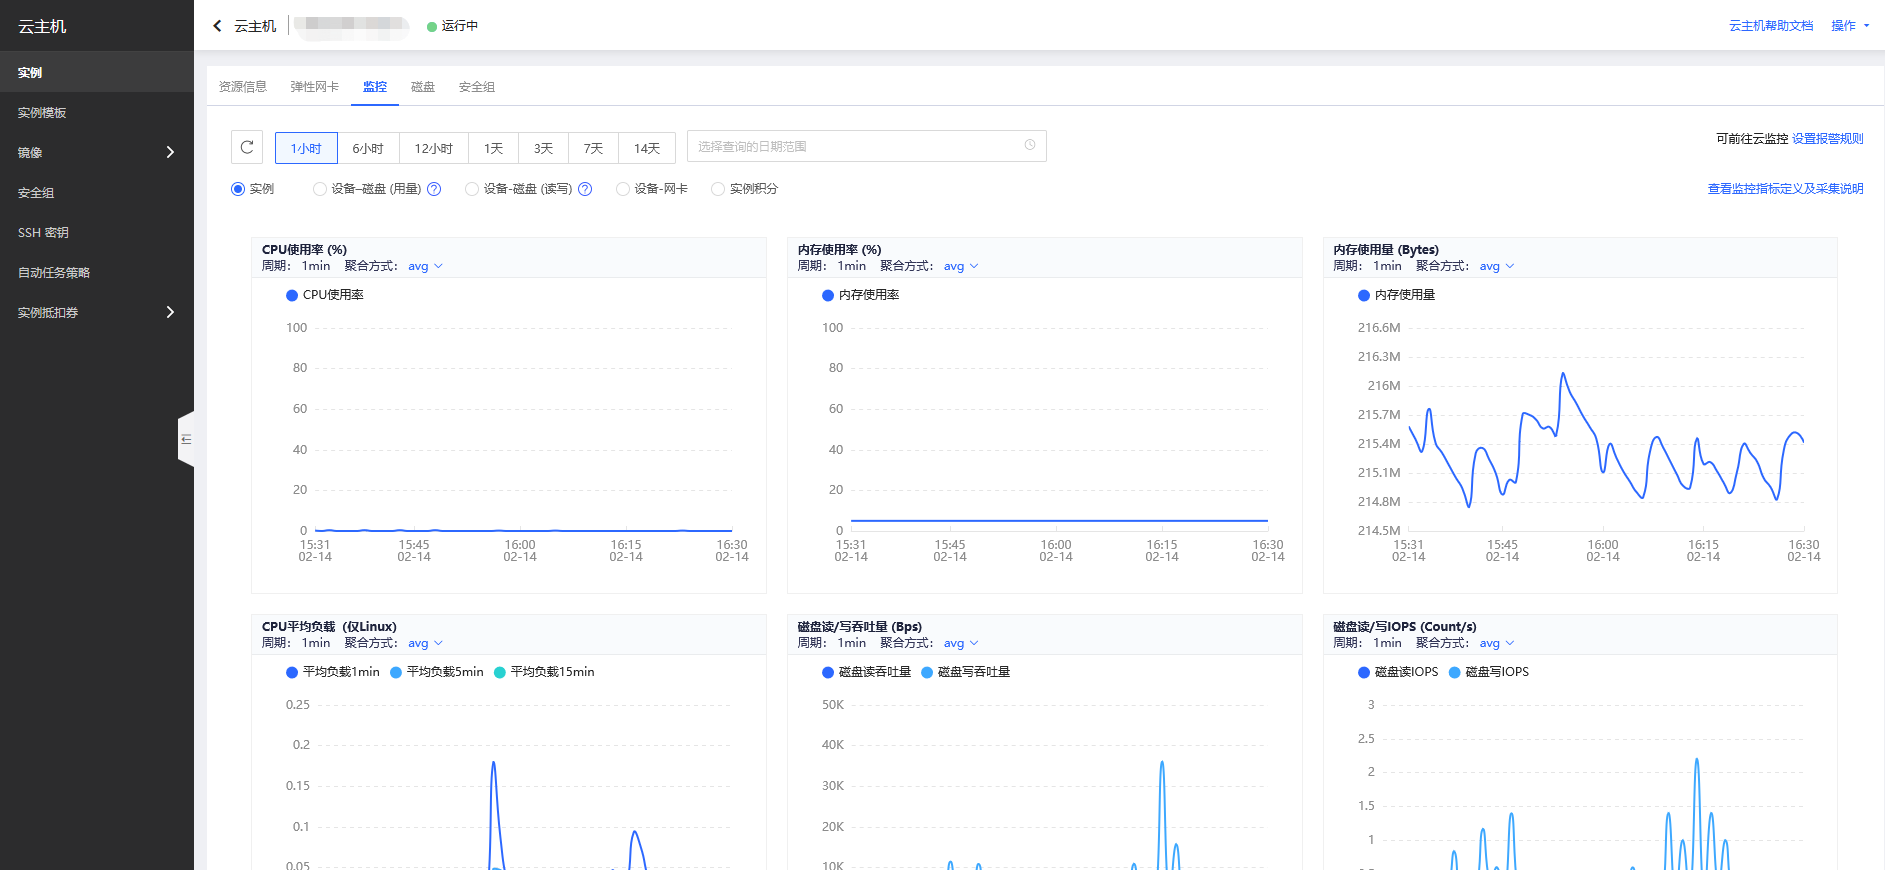 云主机
云主机
运行中
云主机帮助文档
操作
实例
实例模板
镜像
安全组
SSH 密钥
自动任务策略
实例抵扣券
资源信息
弹性网卡
监控
磁盘
安全组
1小时
6小时
12小时
1天
3天
7天
14天
选择查询的日期范围
可前往云监控 设置报警规则
实例
设备–磁盘 (用量)
设备-磁盘 (读写)
设备-网卡
实例积分
查看监控指标定义及采集说明
CPU使用率 (%)
周期： 1min 聚合方式： avg
CPU使用率
100
80
60
40
20
0
15:31 15:45 16:00 16:15 16:30
02-14 02-14 02-14 02-14 02-14
内存使用率 (%)
周期： 1min 聚合方式： avg
内存使用率
100
80
60
40
20
0
15:31 15:45 16:00 16:15 16:30
02-14 02-14 02-14 02-14 02-14
内存使用量 (Bytes)
周期： 1min 聚合方式： avg
内存使用量
216.6M
216.3M
216M
215.7M
215.4M
215.1M
214.8M
214.5M
15:31 15:45 16:00 16:15 16:30
02-14 02-14 02-14 02-14 02-14
CPU平均负载（仅Linux)
周期： 1min 聚合方式： avg
平均负载1min 平均负载5min 平均负载15min
0.25
0.2
0.15
0.1
0.05
磁盘读/写吞吐量 (Bps)
周期： 1min 聚合方式： avg
磁盘读吞吐量 磁盘写吞吐量
50K
40K
30K
20K
10K
磁盘读/写IOPS (Count/s)
周期： 1min 聚合方式： avg
磁盘读IOPS 磁盘写IOPS
3
2.5
2
1.5
1